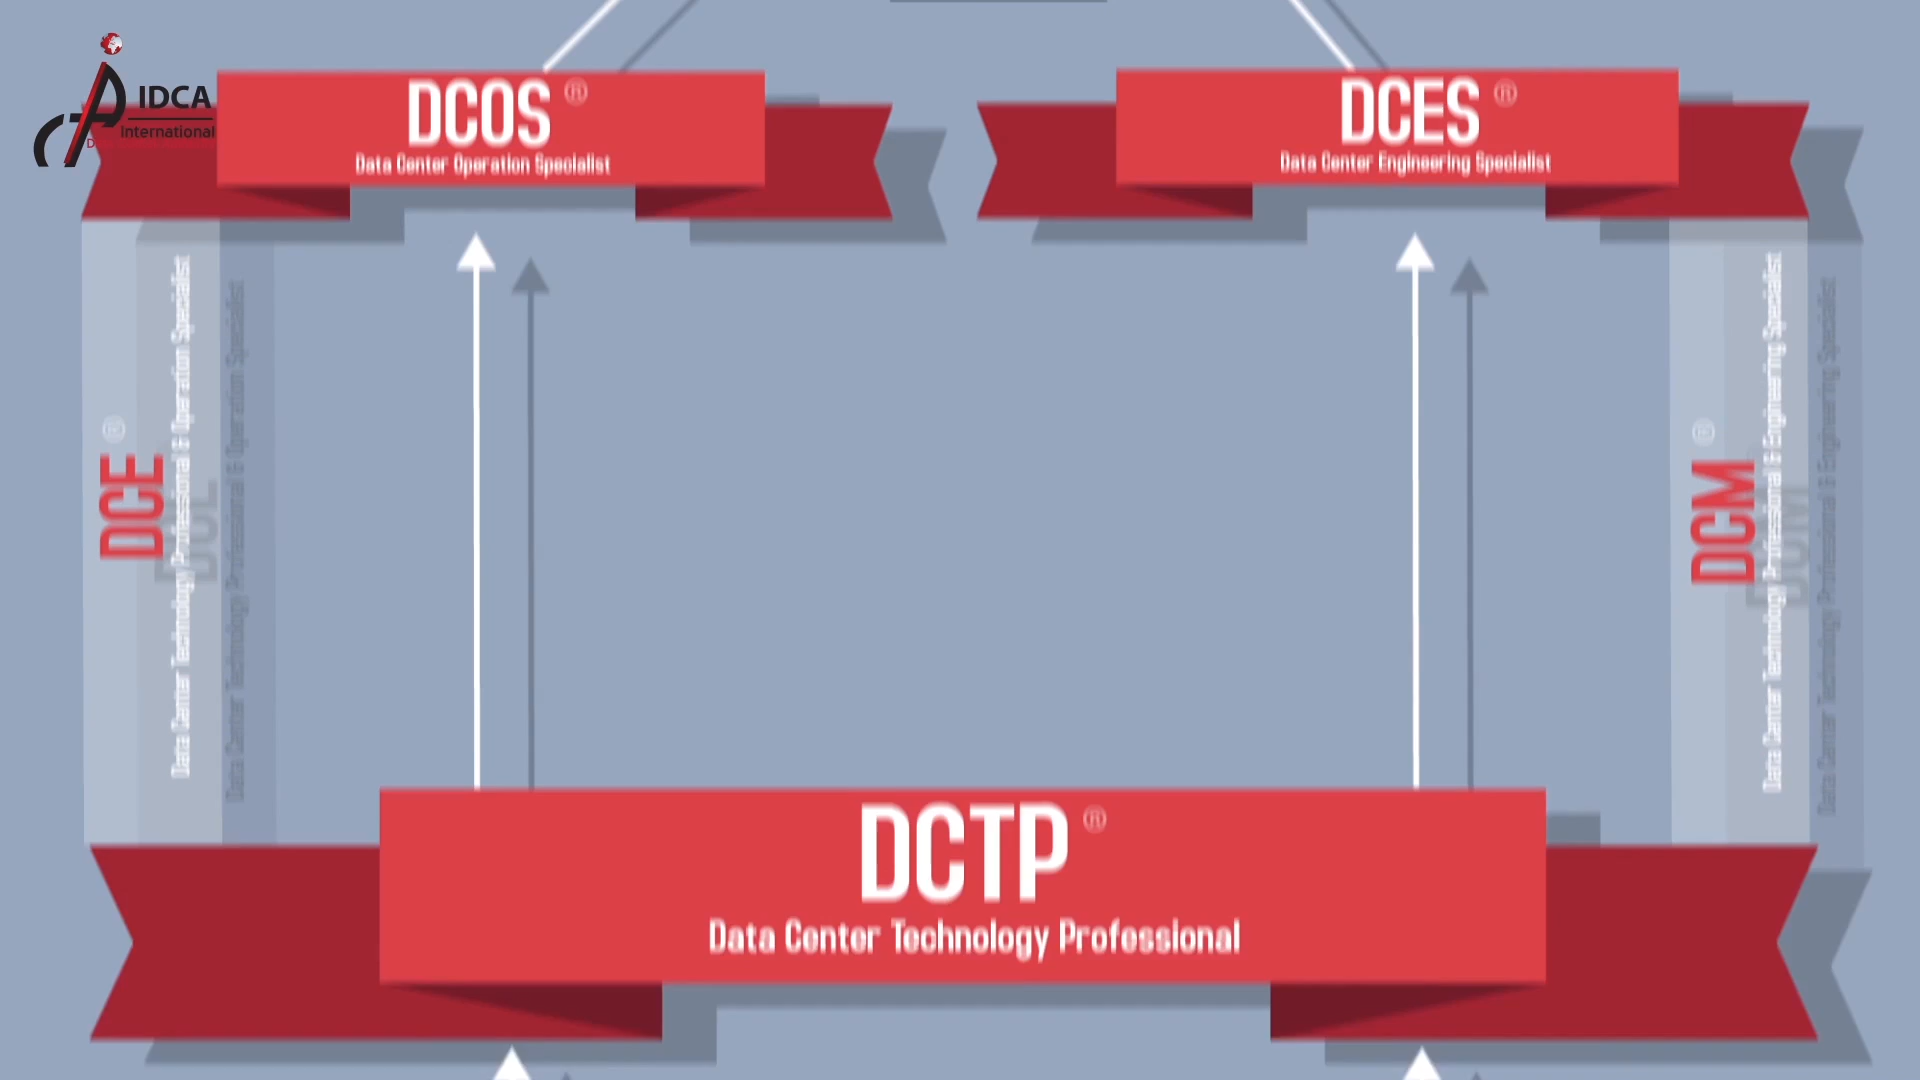 IDCA
International
DCOS ®
Data Center Operation Specialist
DCES ®
Data Center Engineering Specialist
DCE ®
Data Center Technology Professional & Operation Specialist
DCM ®
Data Center Technology Professional & Engineering Specialist
DCTP ®
Data Center Technology Professional